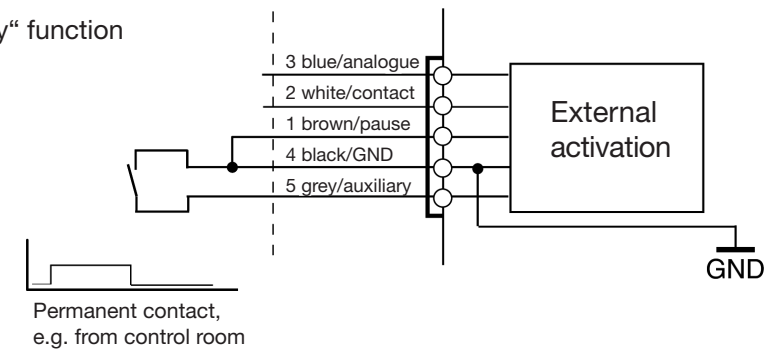 y“ function
3 blue/analogue
2 white/contact
1 brown/pause
4 black/GND
5 grey/auxiliary
External
activation
GND
Permanent contact,
e.g. from control room